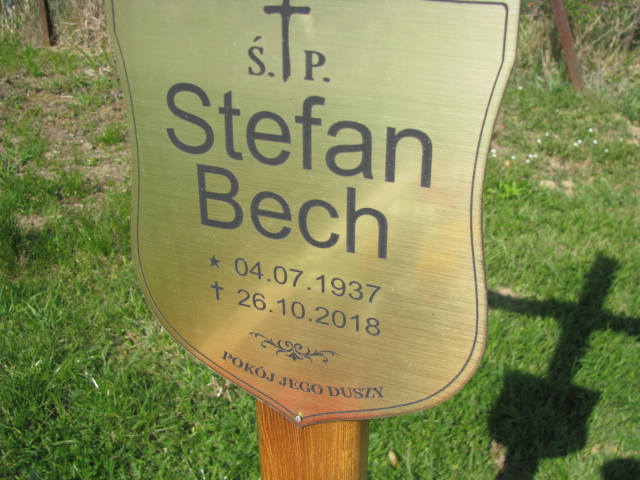 Ś. P.
Stefan
Bech
★ 04.07.1937
✝ 26.10.2018
POKÓJ JEGO DUSZY